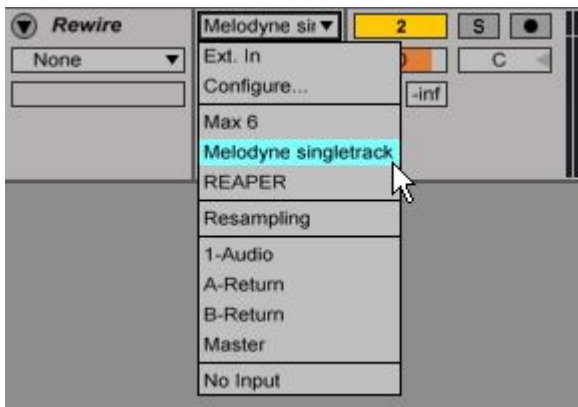 Rewire Melodyne sir 2 S
None Ext. In C
Configure... -inf
Max 6
Melodyne singletrack
REAPER
Resampling
1-Audio
A-Return
B-Return
Master
No Input